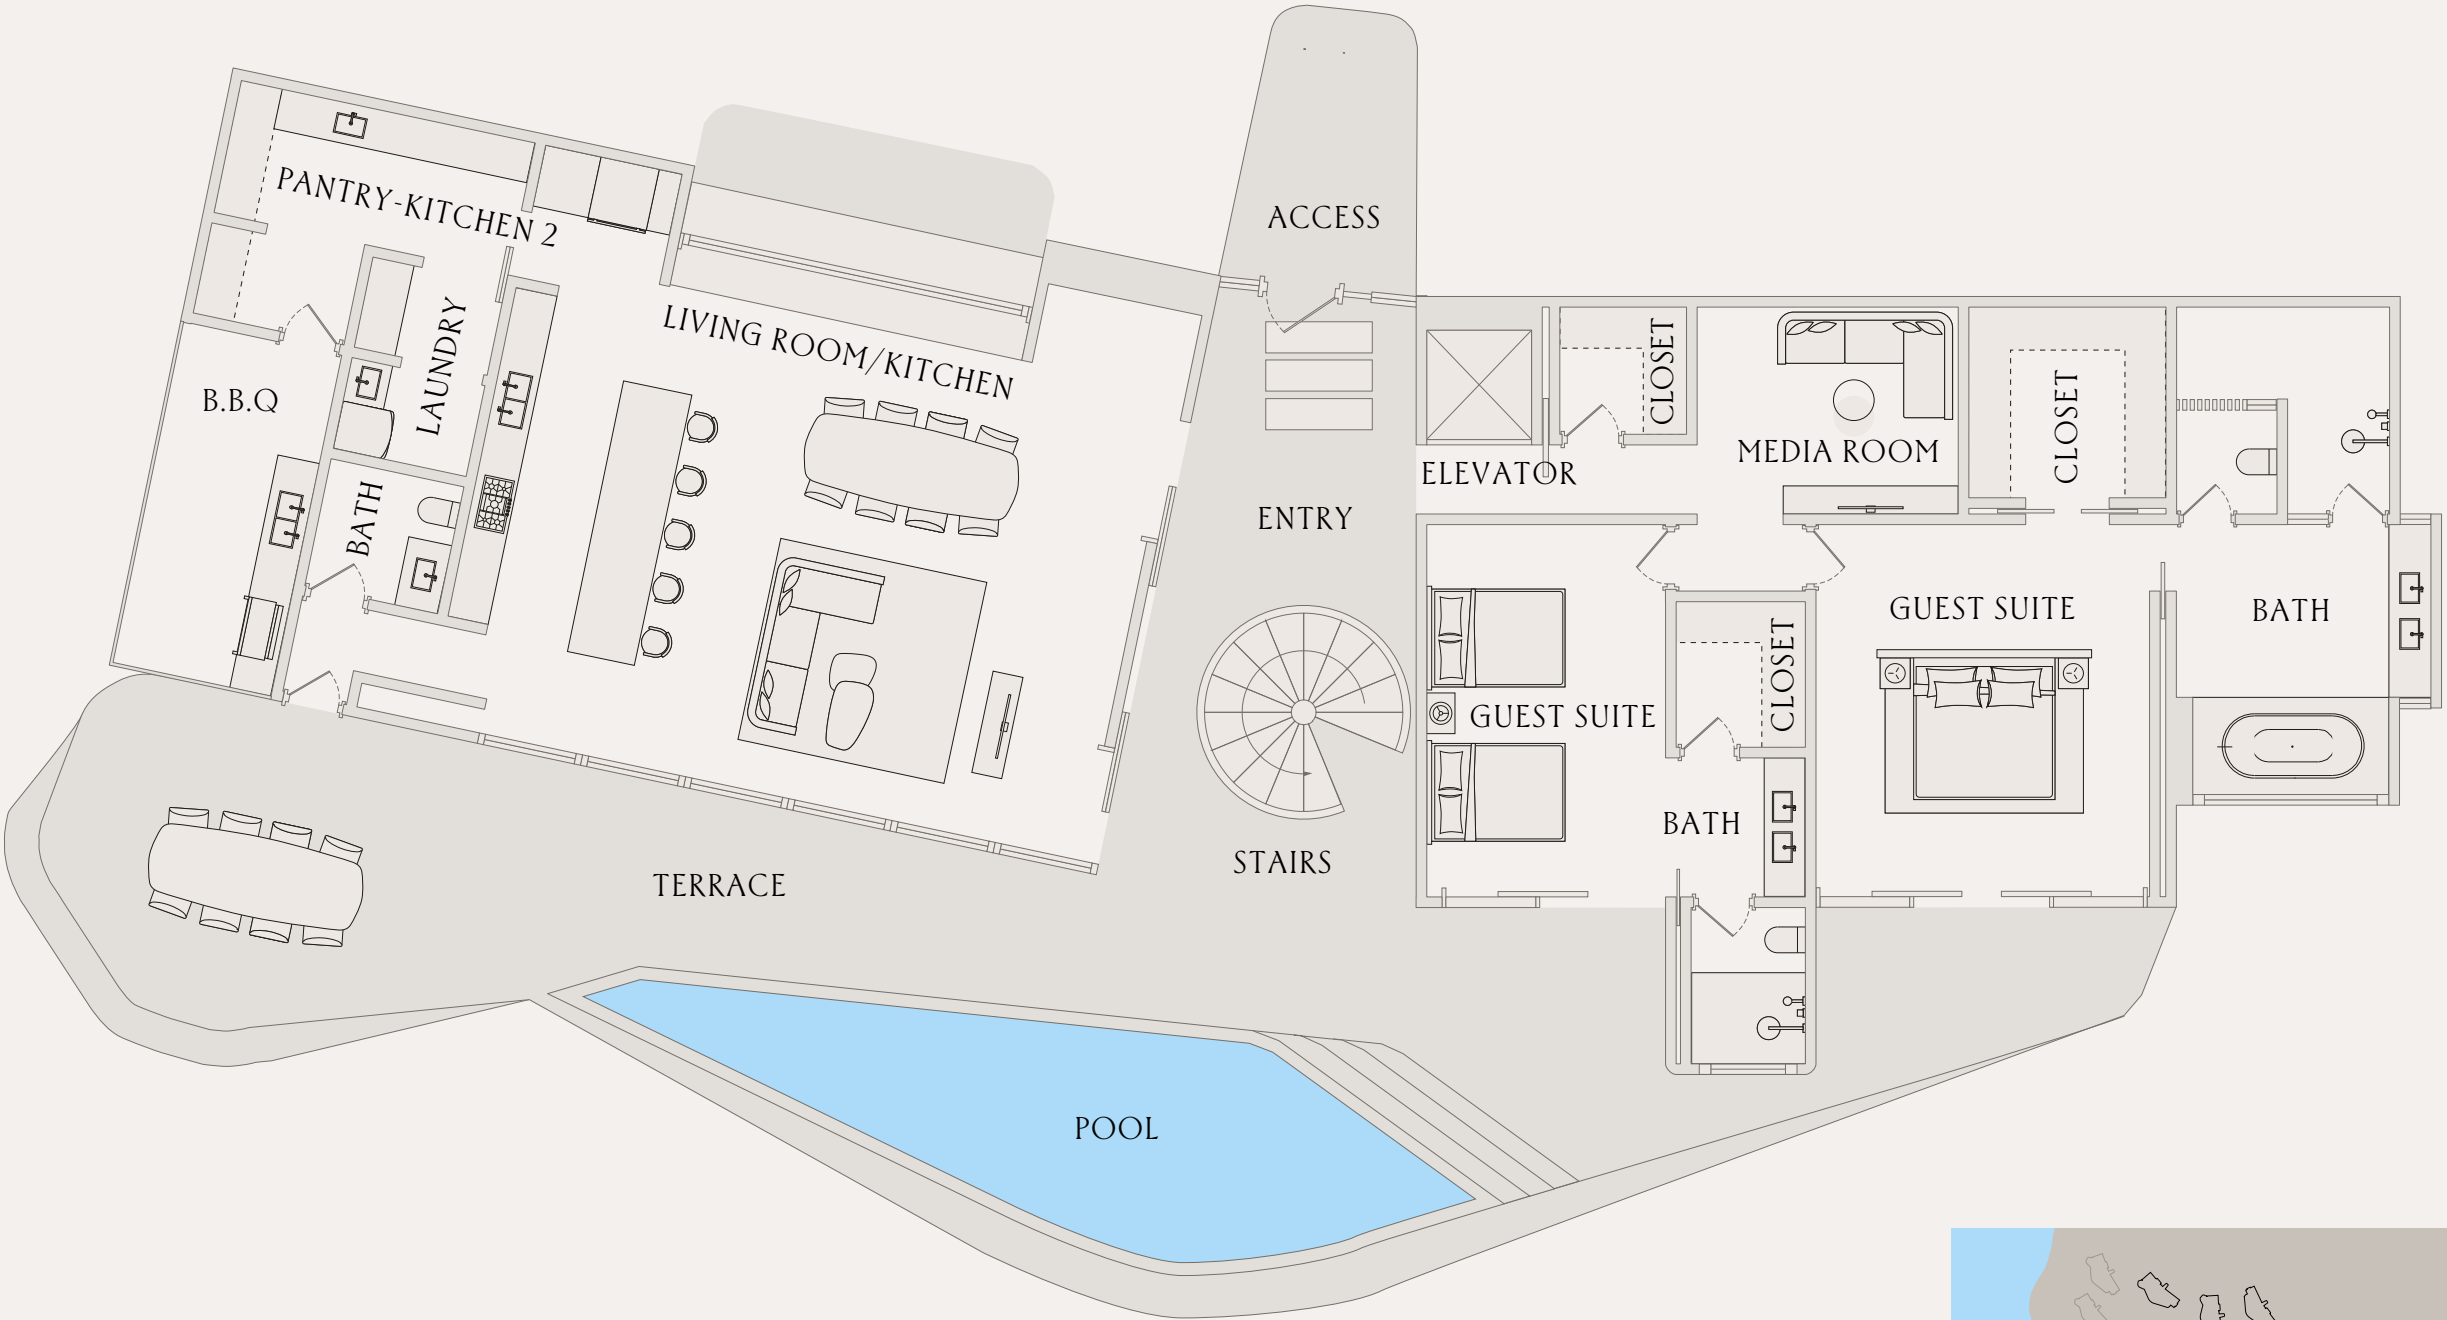 ACCESS
PANTRY-KITCHEN 2
LIVING ROOM/KITCHEN
LAUNDRY
B.B.Q
BATH
CLOSET
CLOSET
MEDIA ROOM
ELEVATOR
ENTRY
GUEST SUITE
BATH
CLOSET
GUEST SUITE
BATH
STAIRS
TERRACE
POOL